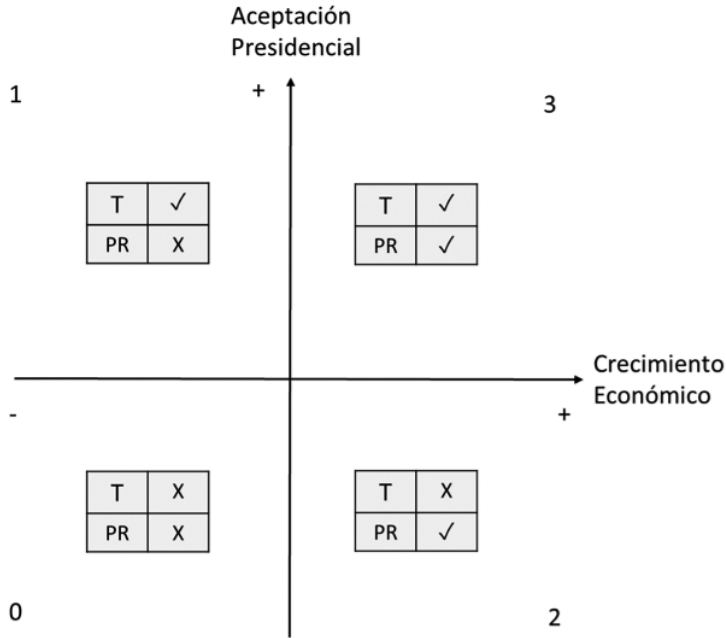 Aceptación
Presidencial
1
+
3
T ✓
PR X
T ✓
PR ✓
Crecimiento
Económico
-
+
T X
PR X
T X
PR ✓
0
2